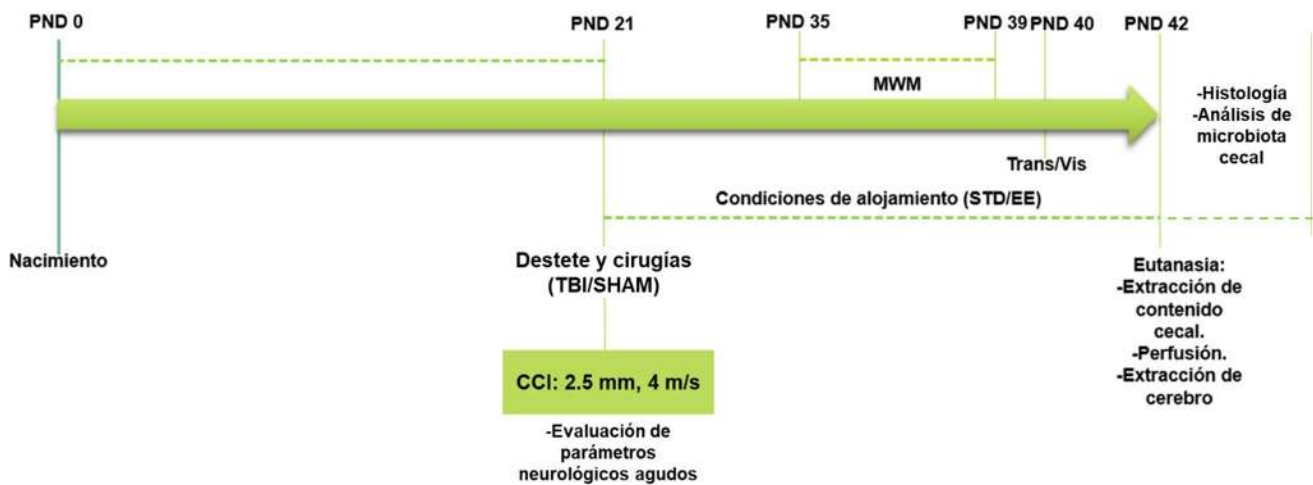 PND 0
PND 21
PND 35
PND 39
PND 40
PND 42
MWM
-Histología
-Análisis de
microbiota
cecal
Trans/Vis
Condiciones de alojamiento (STD/EE)
Nacimiento
Destete y cirugías
(TBI/SHAM)
Eutanasia:
-Extracción de
contenido
cecal.
-Perfusión.
-Extracción de
cerebro
CCI: 2.5 mm, 4 m/s
-Evaluación de
parámetros
neurológicos agudos